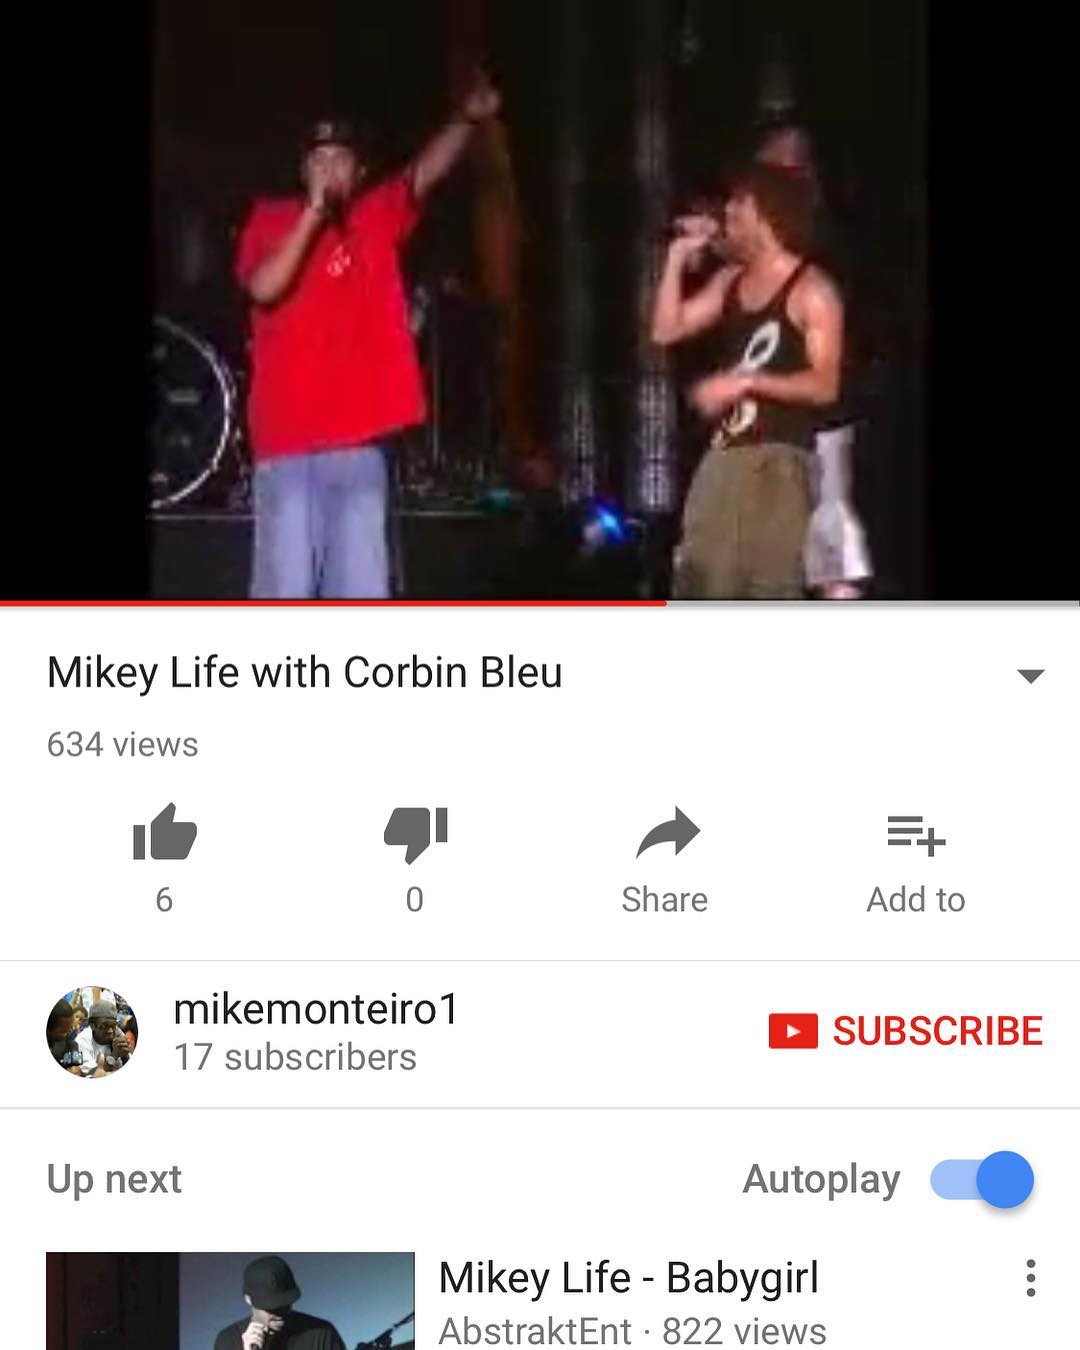 Mikey Life with Corbin Bleu
634 views
6
0
Share
Add to
mikemonteiro1
17 subscribers
SUBSCRIBE
Up next
Autoplay
Mikey Life - Babygirl
AbstraktEnt · 822 views